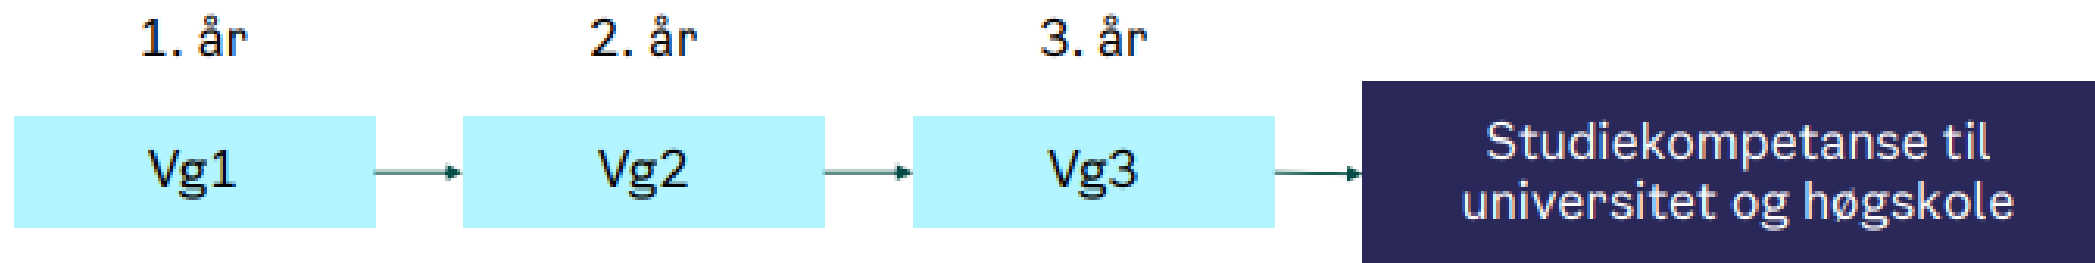 1. år
2. år
3. år
Vg1
Vg2
Vg3
Studiekompetanse til
universitet og høgskole